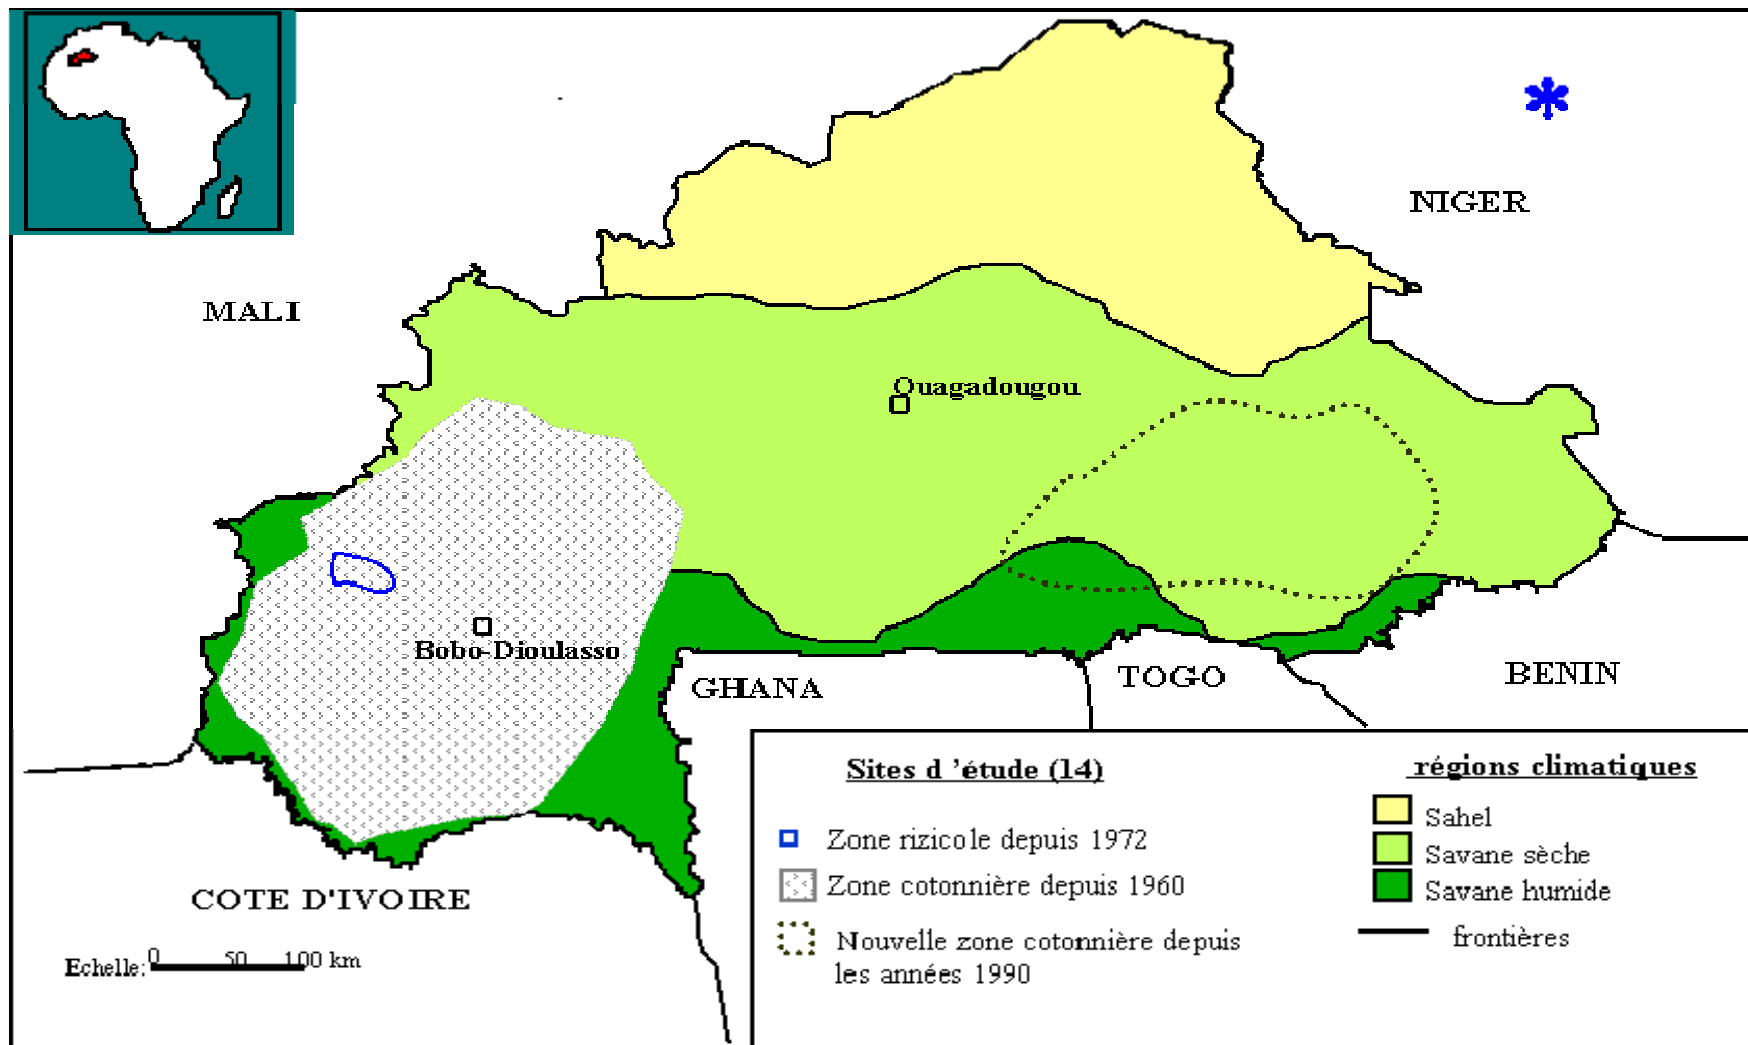 NIGER
MALI
Ouagadougou
Bobo-Dioulasso
GHANA
TOGO
BENIN
COTE D'IVOIRE
Echelle: 0 50 100 km
Sites d ’étude (14)
Zone rizicole depuis 1972
Zone cotonnière depuis 1960
Nouvelle zone cotonnière depuis
les années 1990
régions climatiques
Sahel
Savane sèche
Savane humide
frontières